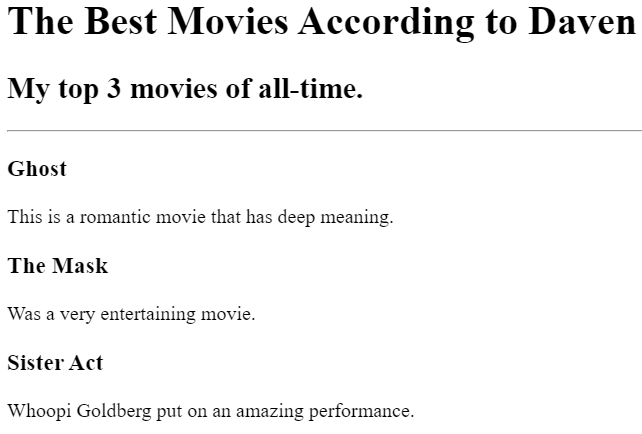 The Best Movies According to Daven
My top 3 movies of all-time.
Ghost
This is a romantic movie that has deep meaning.
The Mask
Was a very entertaining movie.
Sister Act
Whoopi Goldberg put on an amazing performance.